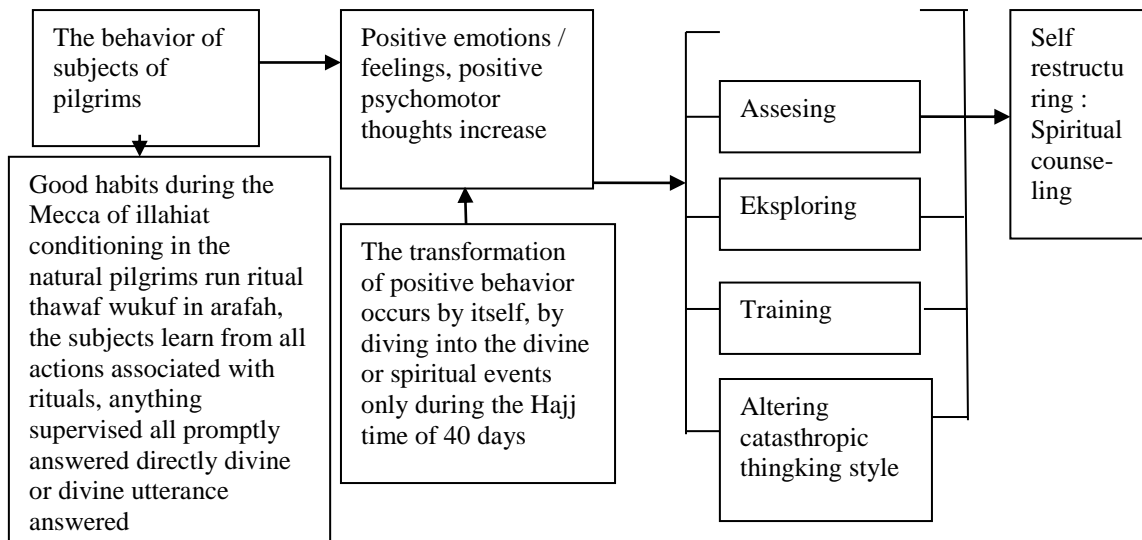 The behavior of
subjects of
pilgrims
Good habits during the
Mecca of illahiat
conditioning in the
natural pilgrims run ritual
thawaf wukuf in arafah,
the subjects learn from all
actions associated with
rituals, anything
supervised all promptly
answered directly divine
or divine utterance
answered
Positive emotions /
feelings, positive
psychomotor
thoughts increase
The transformation
of positive behavior
occurs by itself, by
diving into the divine
or spiritual events
only during the Hajj
time of 40 days
Assesing
Eksploring
Training
Altering
catasthropic
thingking style
Self
restructu
ring :
Spiritual
counse-
ling